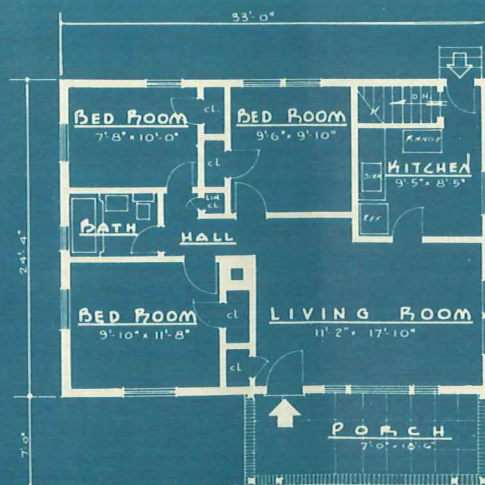 33'-0"
BED ROOM
7'-8" x 10'-0"
cl.
BED ROOM
9'-6" x 9'-10"
cl
DN.
RANGE
SINK
KITCHEN
9'-5" x 8'-5"
REF.
LIN.
CL.
BATH
HALL
24'-4"
BED ROOM
9'-10" x 11'-8"
cl
LIVING ROOM
11'2" x 17'-10"
cl
PORCH
7'-0" x 18'-6"
7'-0"